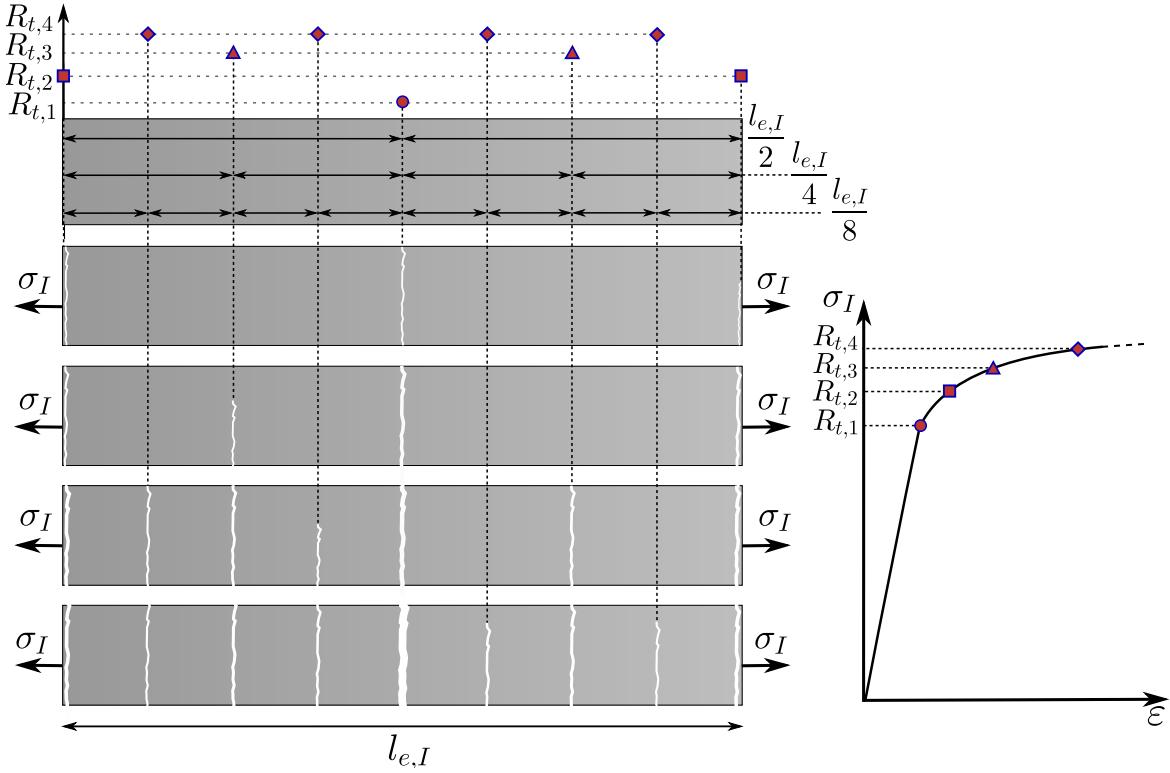 R_{t,4}
R_{t,3}
R_{t,2}
R_{t,1}
l_{e,I}/2
l_{e,I}/4
l_{e,I}/8
σ_I σ_I
σ_I σ_I
σ_I σ_I
σ_I σ_I
l_{e,I}
σ_I
R_{t,4}
R_{t,3}
R_{t,2}
R_{t,1}
ε